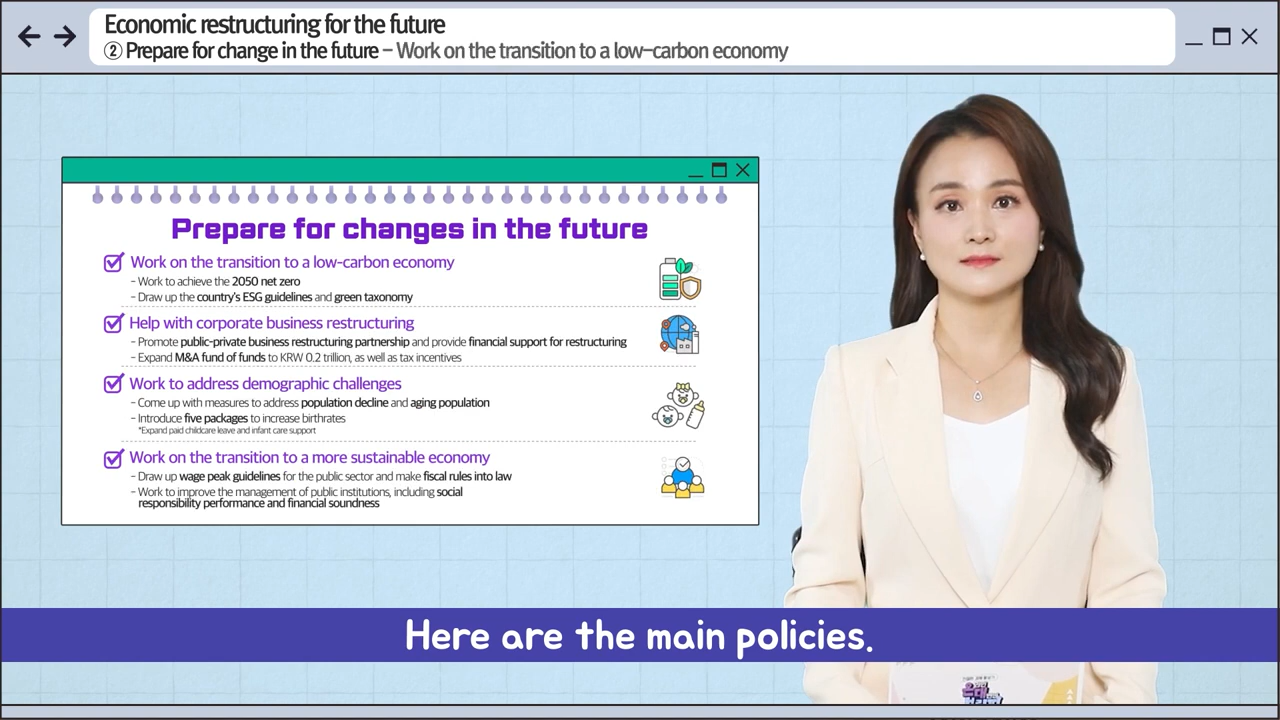 Economic restructuring for the future
② Prepare for change in the future – Work on the transition to a low-carbon economy
Prepare for changes in the future
Work on the transition to a low-carbon economy
- Work to achieve the 2050 net zero
- Draw up the country's ESG guidelines and green taxonomy
Help with corporate business restructuring
- Promote public-private business restructuring partnership and provide financial support for restructuring
- Expand M&A fund of funds to KRW 0.2 trillion, as well as tax incentives
Work to address demographic challenges
- Come up with measures to address population decline and aging population
- Introduce five packages to increase birthrates
*Expand paid childcare leave and infant care support
Work on the transition to a more sustainable economy
- Draw up wage peak guidelines for the public sector and make fiscal rules into law
- Work to improve the management of public institutions, including social
responsibility performance and financial soundness
Here are the main policies.